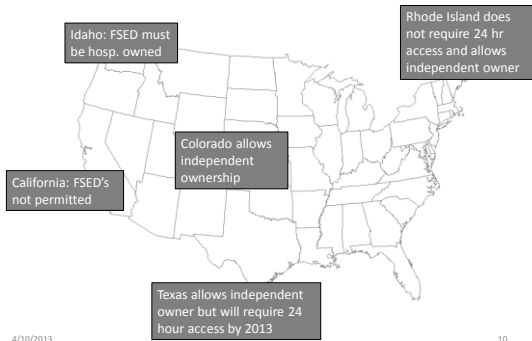 Idaho: FSED must
be hosp. owned
Rhode Island does
not require 24 hr
access and allows
independent owner
Colorado allows
independent
ownership
California: FSED's
not permitted
Texas allows independent
owner but will require 24
hour access by 2013
4/10/2013
10